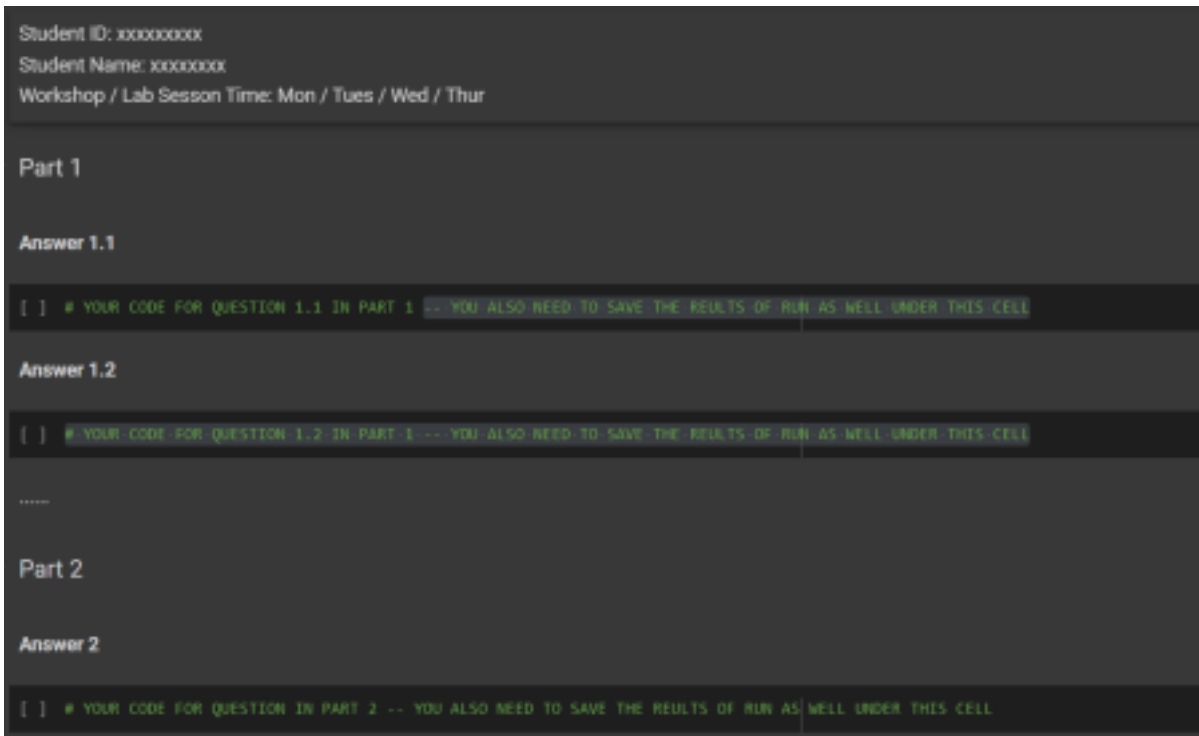 Student ID: xxxxxxxxx
Student Name: xxxxxxxx
Workshop / Lab Sesson Time: Mon / Tues / Wed / Thur
Part 1
Answer 1.1
[ ] # YOUR CODE FOR QUESTION 1.1 IN PART 1 -- YOU ALSO NEED TO SAVE THE REULTS OF RUN AS WELL UNDER THIS CELL
Answer 1.2
[ ] # YOUR CODE FOR QUESTION 1.2 IN PART 1 -- YOU ALSO NEED TO SAVE THE REULTS OF RUN AS WELL UNDER THIS CELL
......
Part 2
Answer 2
[ ] # YOUR CODE FOR QUESTION IN PART 2 -- YOU ALSO NEED TO SAVE THE REULTS OF RUN AS WELL UNDER THIS CELL